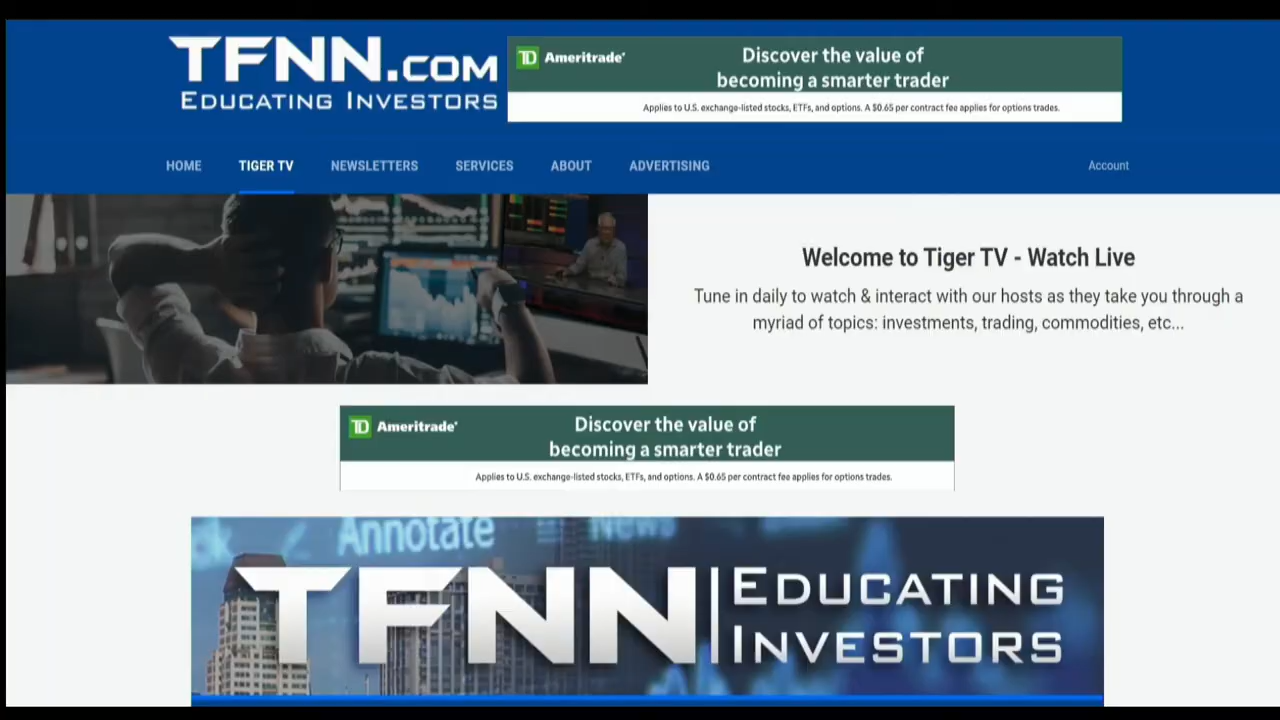 TFNN.COM
EDUCATING INVESTORS
TD Ameritrade
Discover the value of
becoming a smarter trader
Applies to U.S. exchange-listed stocks, ETFs, and options. A $0.65 per contract fee applies for options trades.
HOME TIGER TV NEWSLETTERS SERVICES ABOUT ADVERTISING Account
Welcome to Tiger TV - Watch Live
Tune in daily to watch & interact with our hosts as they take you through a
myriad of topics: investments, trading, commodities, etc...
TD Ameritrade
Discover the value of
becoming a smarter trader
Applies to U.S. exchange-listed stocks, ETFs, and options. A $0.65 per contract fee applies for options trades.
Annotate News
TFNN EDUCATING
INVESTORS